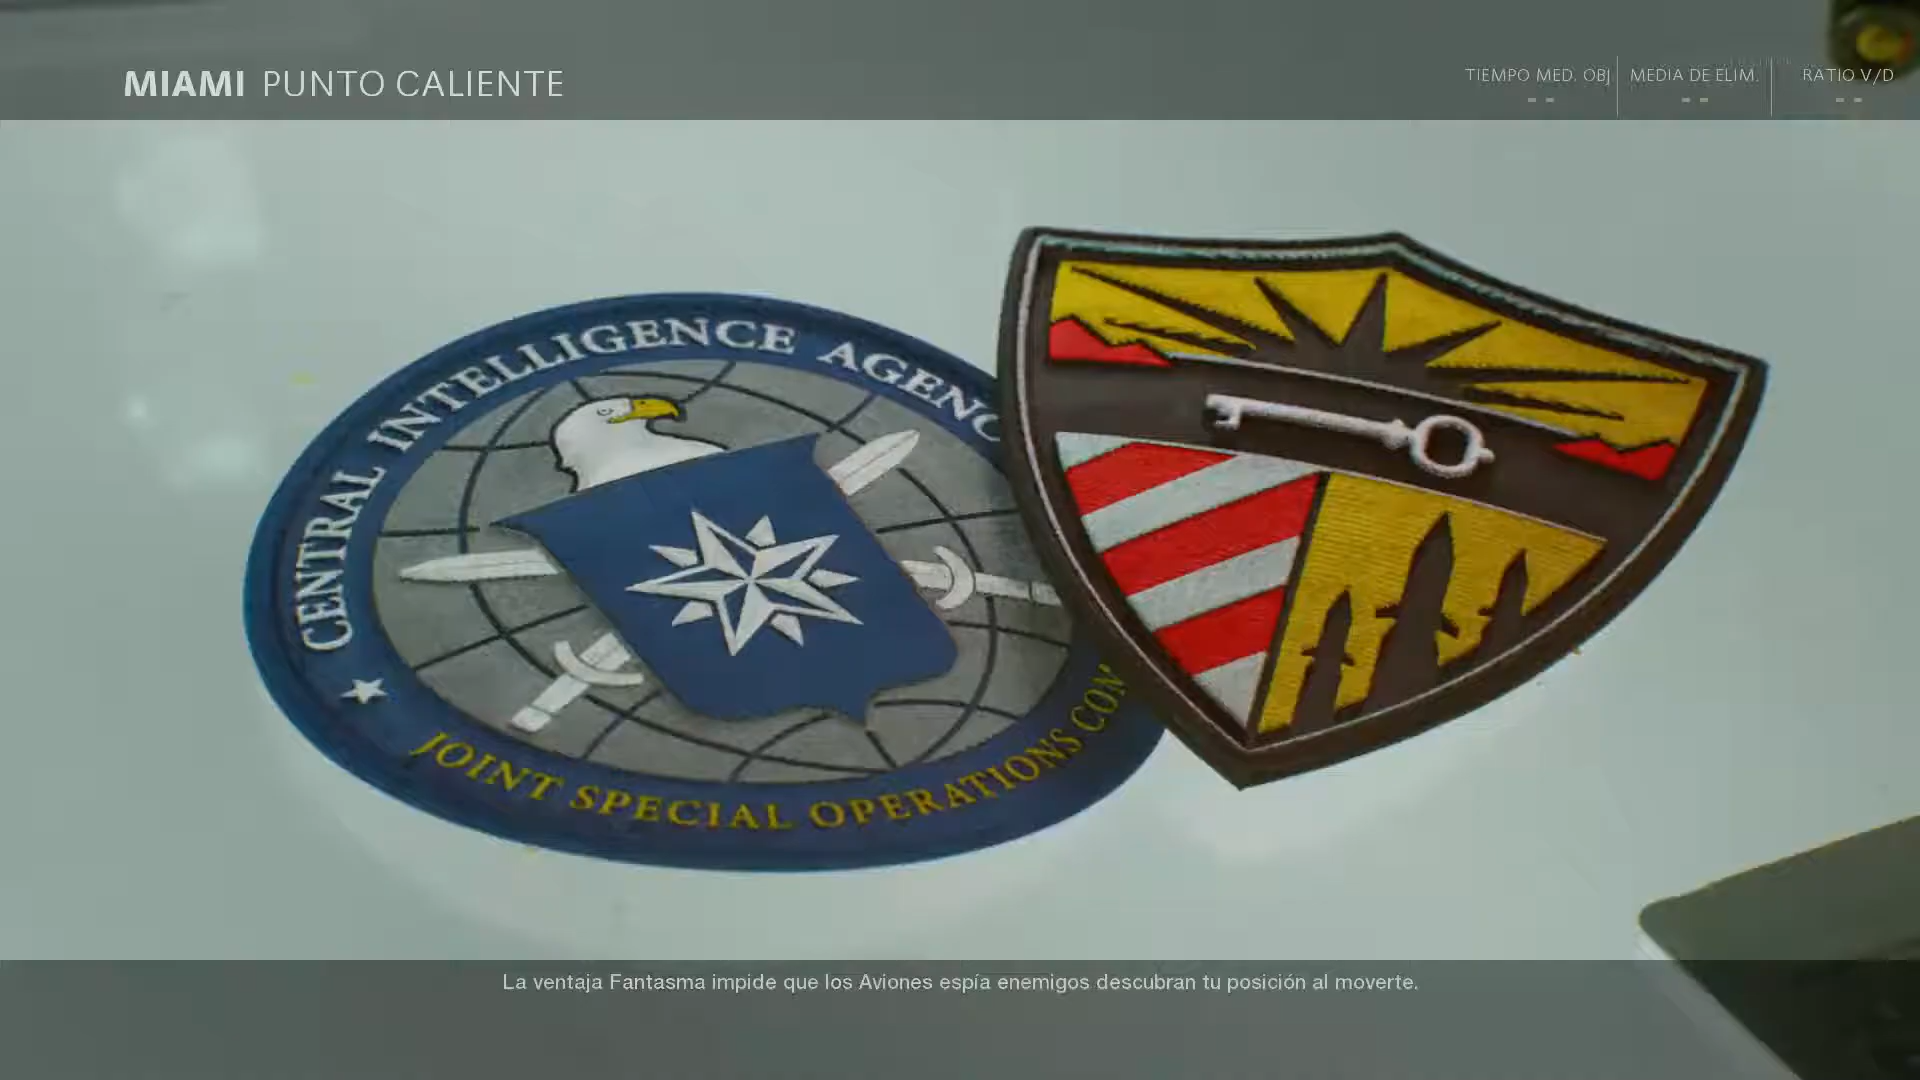 MIAMI PUNTO CALIENTE
TIEMPO MED. OBJ.
MEDIA DE ELIM.
RATIO V/D
-- -- --
CENTRAL INTELLIGENCE AGENC
JOINT SPECIAL OPERATIONS COM
La ventaja Fantasma impide que los Aviones espía enemigos descubran tu posición al moverte.